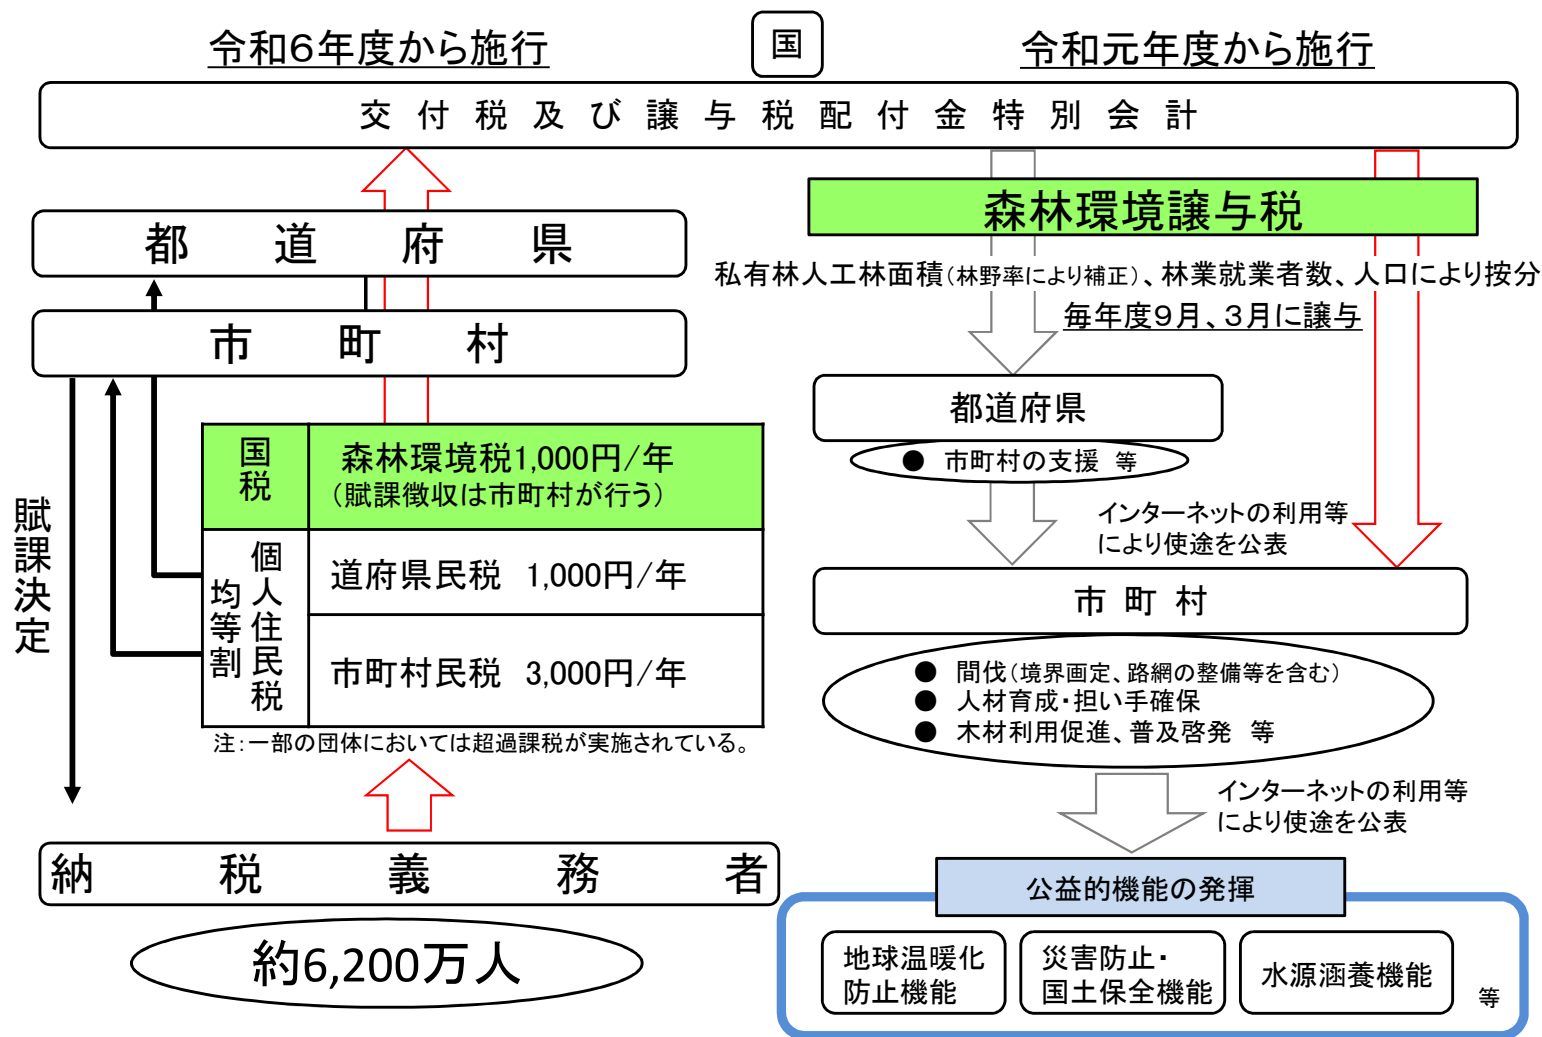 令和6年度から施行
国
令和元年度から施行
交付税及び譲与税配付金特別会計
都道府県
市町村
賦課決定
国税
森林環境税1,000円/年
(賦課徴収は市町村が行う)
個人住民税
均等割
道府県民税 1,000円/年
市町村民税 3,000円/年
注:一部の団体においては超過課税が実施されている。
納税義務者
約6,200万人
森林環境譲与税
私有林人工林面積(林野率により補正)、林業就業者数、人口により按分
毎年度9月、3月に譲与
都道府県
● 市町村の支援 等
インターネットの利用等
により使途を公表
市町村
● 間伐(境界画定、路網の整備等を含む)
● 人材育成・担い手確保
● 木材利用促進、普及啓発 等
インターネットの利用等
により使途を公表
公益的機能の発揮
地球温暖化
防止機能
災害防止・
国土保全機能
水源涵養機能
等